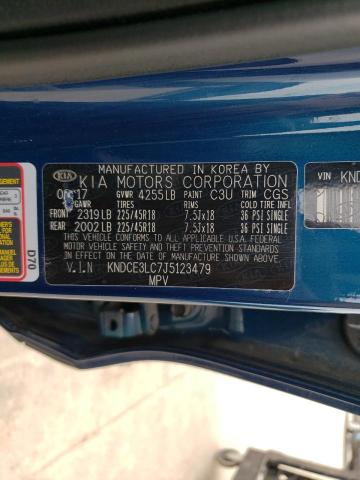 MANUFACTURED IN KOREA BY
KIA KIA MOTORS CORPORATION
GVWR 4255LB PAINT C3U TRIM CGS
GAWR TIRES RIMS COLD TIRE INFL
FRONT 2319LB 225/45R18 7.5Jx18 36 PSI SINGLE
REAR 2002LB 225/45R18 7.5Jx18 36 PSI SINGLE
THIS VEHICLE CONFORMS TO ALL APPLICABLE
FEDERAL MOTOR VEHICLE SAFETY, BUMPER, AND
THEFT PREVENTION STANDARDS
IN EFFECT ON THE DATE OF MANUFACTURE SHOWN ABOVE.
V.I.N KNDCE3LC7J5123479
MPV
D70
VIN KND